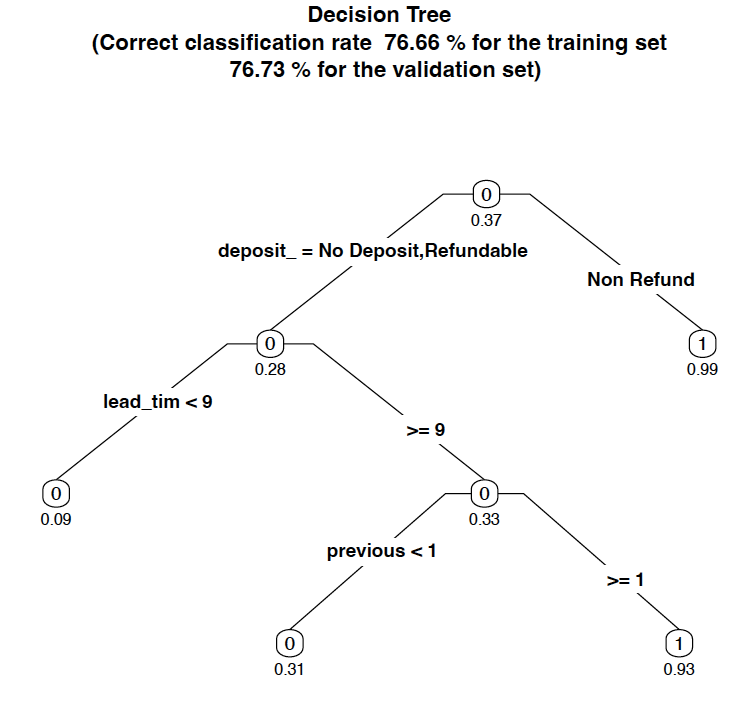 Decision Tree
(Correct classification rate 76.66 % for the training set
76.73 % for the validation set)
0
0.37
deposit_ = No Deposit,Refundable
Non Refund
0
0.28
1
0.99
lead_tim < 9
>= 9
0
0.09
0
0.33
previous < 1
>= 1
0
0.31
1
0.93